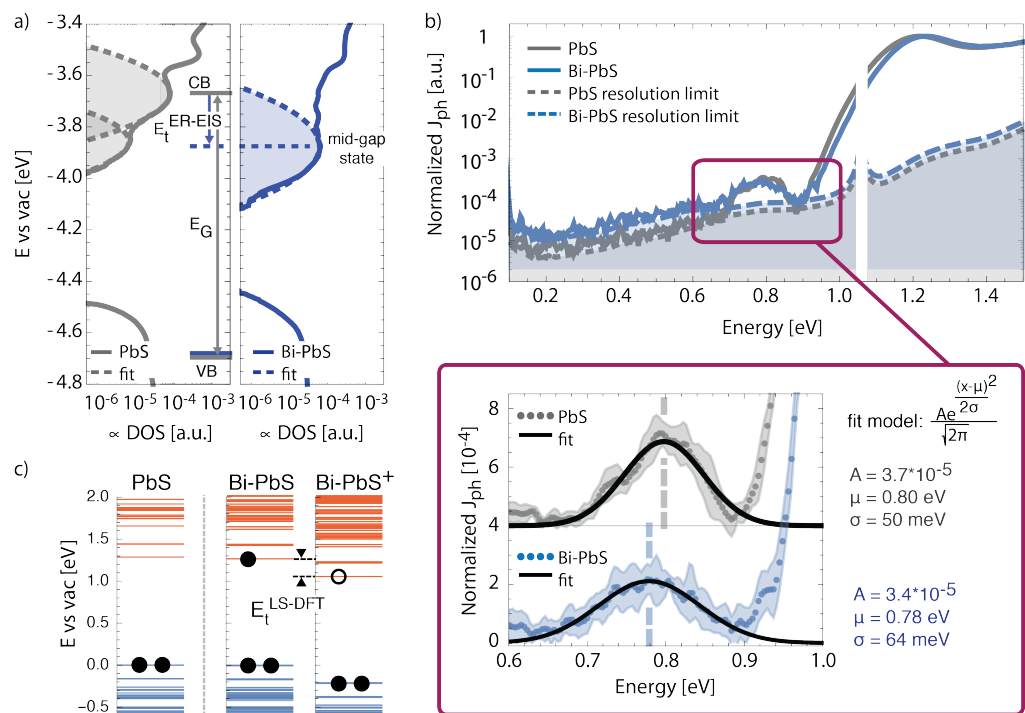 a)
- 3.4
- 3.6
- 3.8
- 4.0
- 4.2
- 4.4
- 4.6
- 4.8
E vs vac [eV]
CB
E_t^ER-EIS
mid-gap
state
E_G
VB
PbS
fit
Bi-PbS
fit
10^-6 10^-5 10^-4 10^-3
10^-6 10^-5 10^-4 10^-3
∝ DOS [a.u.]
∝ DOS [a.u.]
b)
Normalized J_ph [a.u.]
1
10^-1
10^-2
10^-3
10^-4
10^-5
10^-6
PbS
Bi-PbS
PbS resolution limit
Bi-PbS resolution limit
0.2 0.4 0.6 0.8 1.0 1.2 1.4
Energy [eV]
Normalized J_ph [10^-4]
8
6
4
2
0
PbS
fit
Bi-PbS
fit
0.6 0.7 0.8 0.9 1.0
Energy [eV]
fit model: Ae^((x-μ)^2/2σ)/√2π
A = 3.7*10^-5
μ = 0.80 eV
σ = 50 meV
A = 3.4*10^-5
μ = 0.78 eV
σ = 64 meV
c)
PbS
Bi-PbS
Bi-PbS^+
E vs vac [eV]
2.0
1.5
1.0
0.5
0.0
−0.5
E_t^LS-DFT